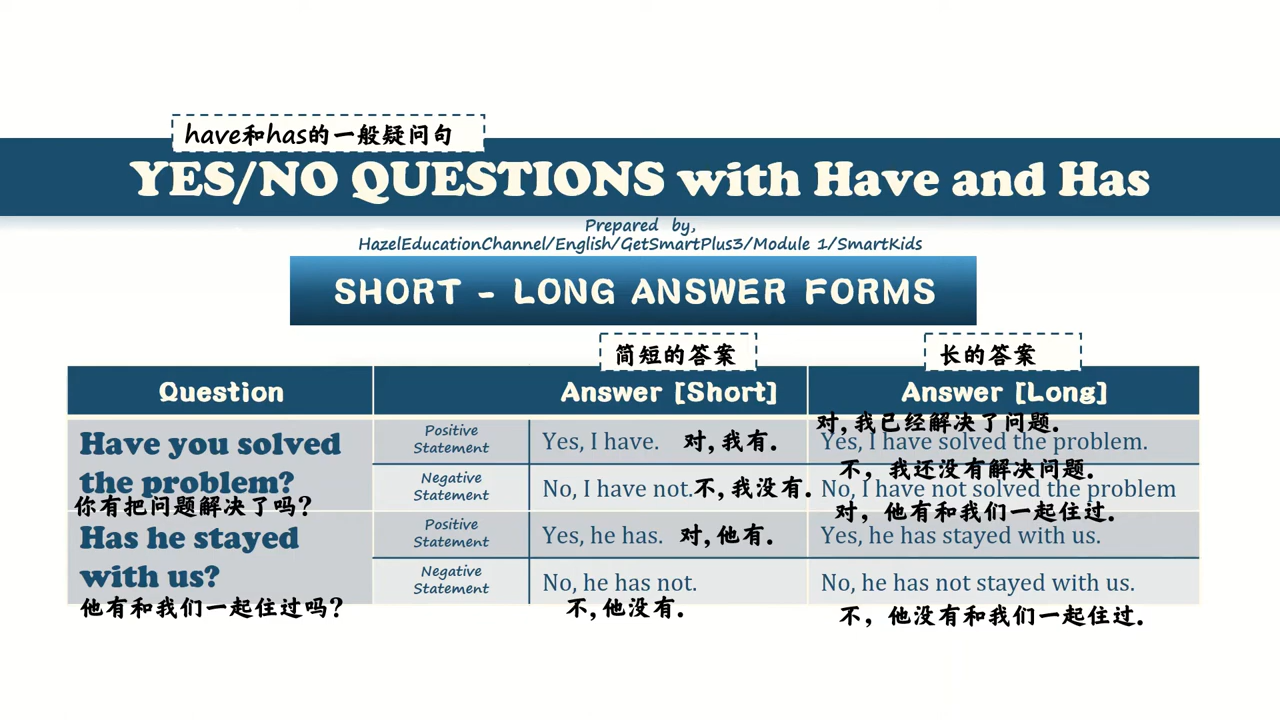 have和has的一般疑问句
YES/NO QUESTIONS with Have and Has
Prepared by,
HazelEducationChannel/English/GetSmartPlus3/Module 1/SmartKids
SHORT - LONG ANSWER FORMS
简短的答案
长的答案
Question
Answer [Short]
Answer [Long]
Have you solved
the problem?
你有把问题解决了吗?
Positive
Statement
Yes, I have.
对,我有.
对,我已经解决了问题.
Yes, I have solved the problem.
Negative
Statement
No, I have not.
不,我没有.
不，我还没有解决问题.
No, I have not solved the problem
Has he stayed
with us?
他有和我们一起住过吗?
Positive
Statement
Yes, he has.
对,他有.
对，他有和我们一起住过.
Yes, he has stayed with us.
Negative
Statement
No, he has not.
不,他没有.
No, he has not stayed with us.
不，他没有和我们一起住过.